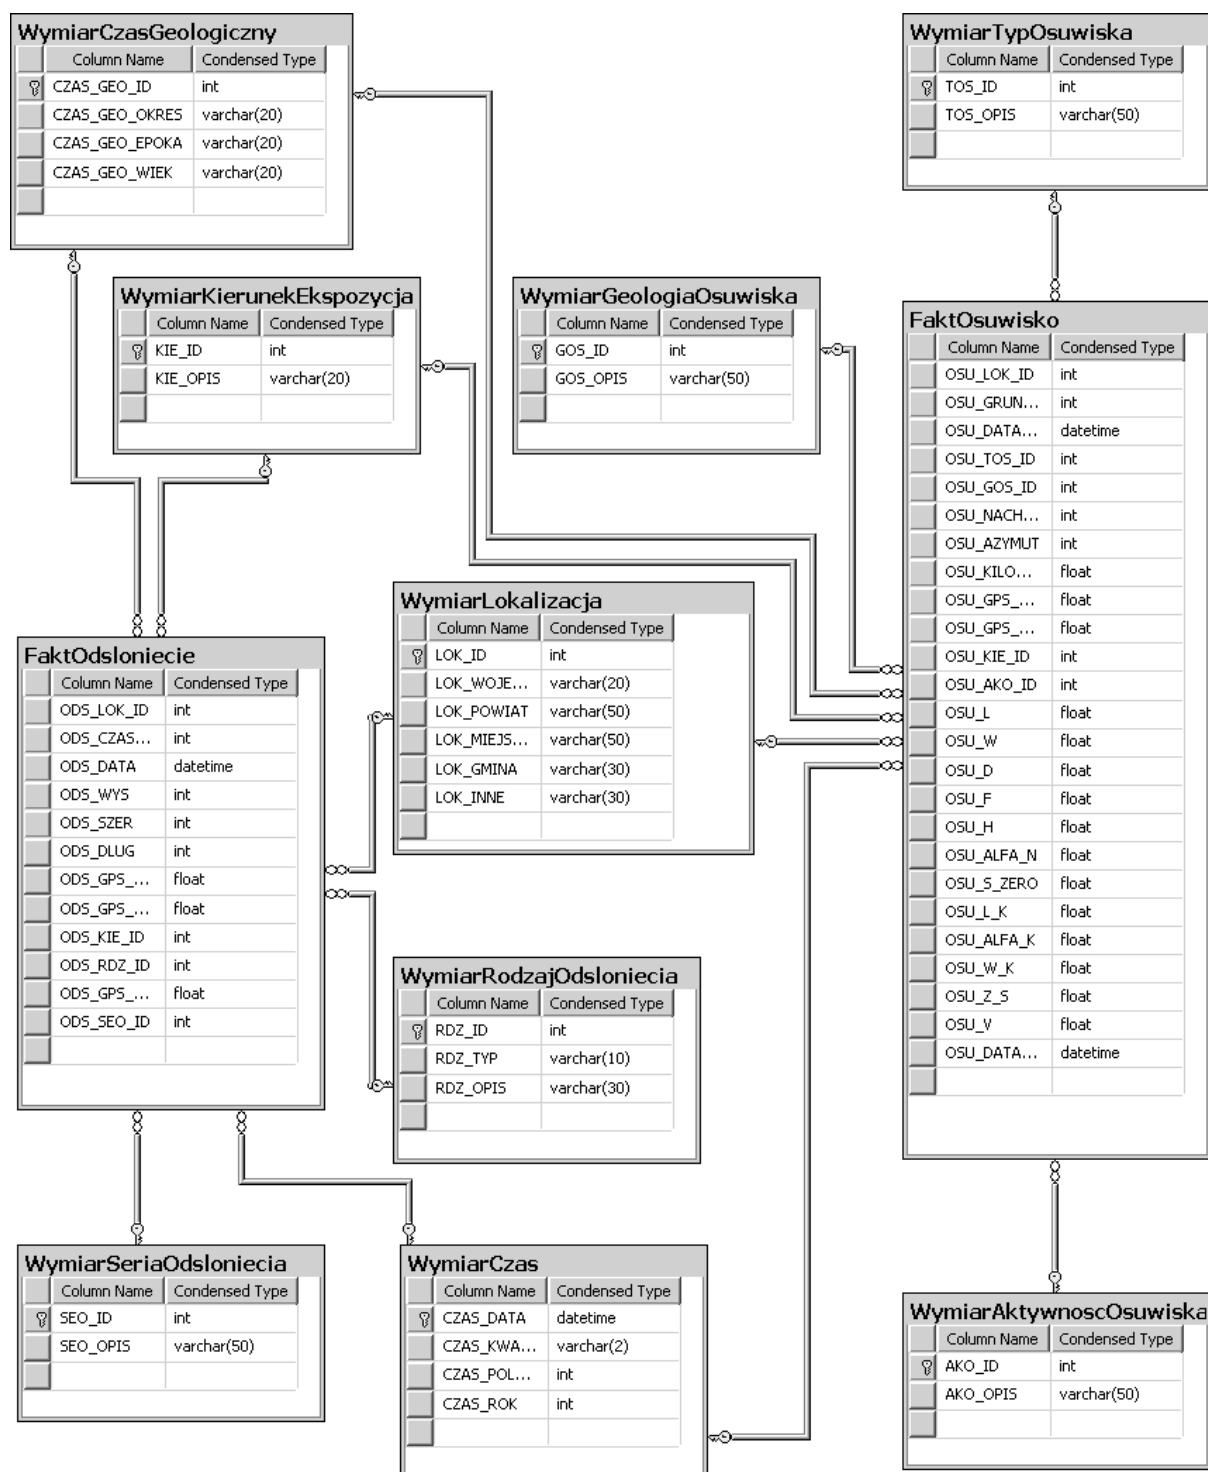 WymiarCzasGeologiczny
Column Name Condensed Type
CZAS_GEO_ID int
CZAS_GEO_OKRES varchar(20)
CZAS_GEO_EPOKA varchar(20)
CZAS_GEO_WIEK varchar(20)
WymiarTypOsuwiska
Column Name Condensed Type
TOS_ID int
TOS_OPIS varchar(50)
WymiarKierunekEkspozycja
Column Name Condensed Type
KIE_ID int
KIE_OPIS varchar(20)
WymiarGeologiaOsuwiska
Column Name Condensed Type
GOS_ID int
GOS_OPIS varchar(50)
FaktOsuwisko
Column Name Condensed Type
OSU_LOK_ID int
OSU_GRUN... int
OSU_DATA... datetime
OSU_TOS_ID int
OSU_GOS_ID int
OSU_NACH... int
OSU_AZYMUT int
OSU_KILO... float
OSU_GPS_... float
OSU_GPS_... float
OSU_KIE_ID int
OSU_AKO_ID int
OSU_L float
OSU_W float
OSU_D float
OSU_F float
OSU_H float
OSU_ALFA_N float
OSU_S_ZERO float
OSU_L_K float
OSU_ALFA_K float
OSU_W_K float
OSU_Z_S float
OSU_V float
OSU_DATA... datetime
WymiarLokalizacja
Column Name Condensed Type
LOK_ID int
LOK_WOJE... varchar(20)
LOK_POWIAT varchar(50)
LOK_MIEJS... varchar(50)
LOK_GMINA varchar(30)
LOK_INNE varchar(30)
FaktOdsloniecie
Column Name Condensed Type
ODS_LOK_ID int
ODS_CZAS... int
ODS_DATA datetime
ODS_WYS int
ODS_SZER int
ODS_DLUG int
ODS_GPS_... float
ODS_GPS_... float
ODS_KIE_ID int
ODS_RDZ_ID int
ODS_GPS_... float
ODS_SEO_ID int
WymiarRodzajOdsloniecia
Column Name Condensed Type
RDZ_ID int
RDZ_TYP varchar(10)
RDZ_OPIS varchar(30)
WymiarSeriaOdsloniecia
Column Name Condensed Type
SEO_ID int
SEO_OPIS varchar(50)
WymiarCzas
Column Name Condensed Type
CZAS_DATA datetime
CZAS_KWA... varchar(2)
CZAS_POL... int
CZAS_ROK int
WymiarAktywnoscOsuwiska
Column Name Condensed Type
AKO_ID int
AKO_OPIS varchar(50)